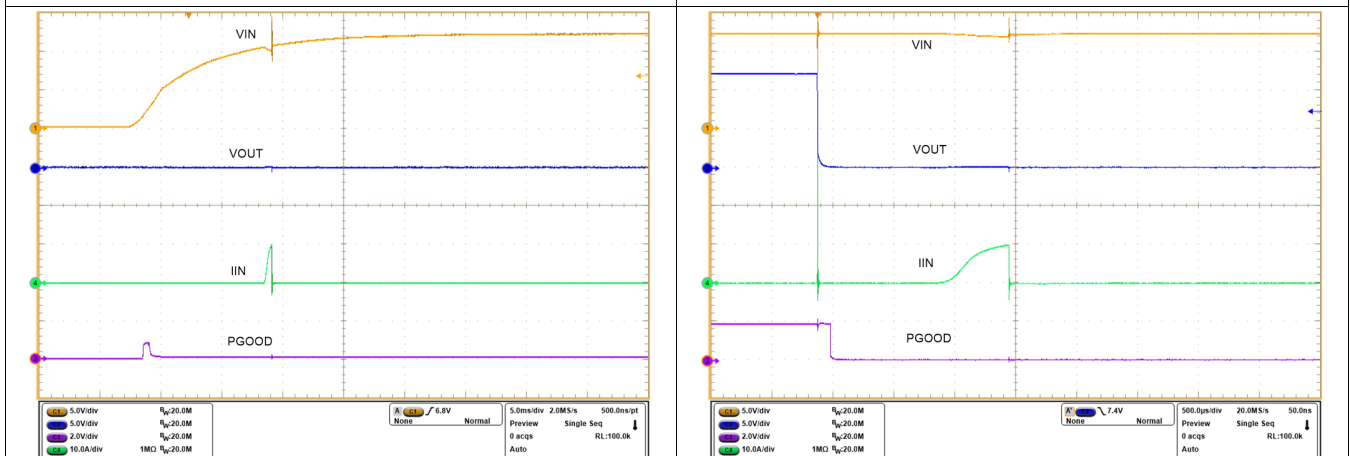 VIN
VOUT
IIN
PGOOD
1
4
3
C1 5.0V/div BW:20.0M
C2 5.0V/div BW:20.0M
C3 2.0V/div BW:20.0M
C4 10.0A/div 1MΩ BW:20.0M
A C1 6.8V
None Normal
5.0ms/div 2.0MS/s 500.0ns/pt
Preview Single Seq
0 acqs RL:100.0k
Auto
VIN
VOUT
IIN
PGOOD
1
4
5.0V/div BW:20.0M
5.0V/div BW:20.0M
2.0V/div BW:20.0M
10.0A/div 1MΩ BW:20.0M
A' 7.4V
None Normal
500.0µs/div 20.0MS/s 50.0ns
Preview Single Seq
0 acqs RL:100.0k
Auto